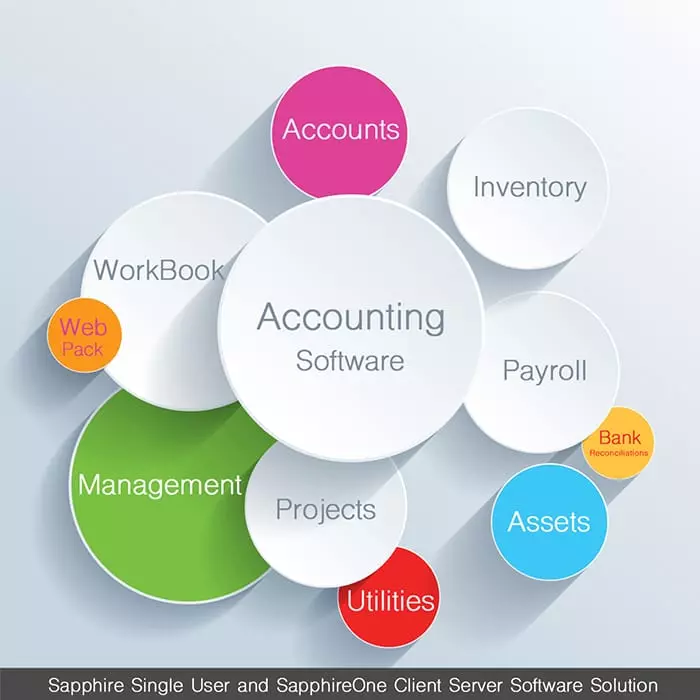 Accounts
Inventory
WorkBook
Accounting
Software
Web
Pack
Payroll
Bank
Reconciliations
Management
Projects
Assets
Utilities
Sapphire Single User and SapphireOne Client Server Software Solution